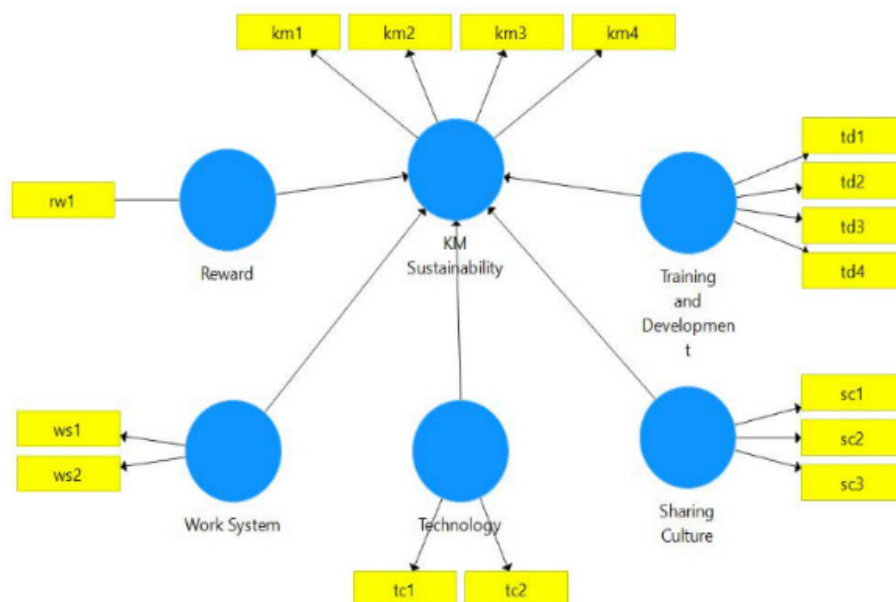 km1
km2
km3
km4
rw1
Reward
KM
Sustainability
td1
td2
td3
td4
Training
and
Developmen
t
ws1
ws2
Work System
Technology
tc1
tc2
sc1
sc2
sc3
Sharing
Culture